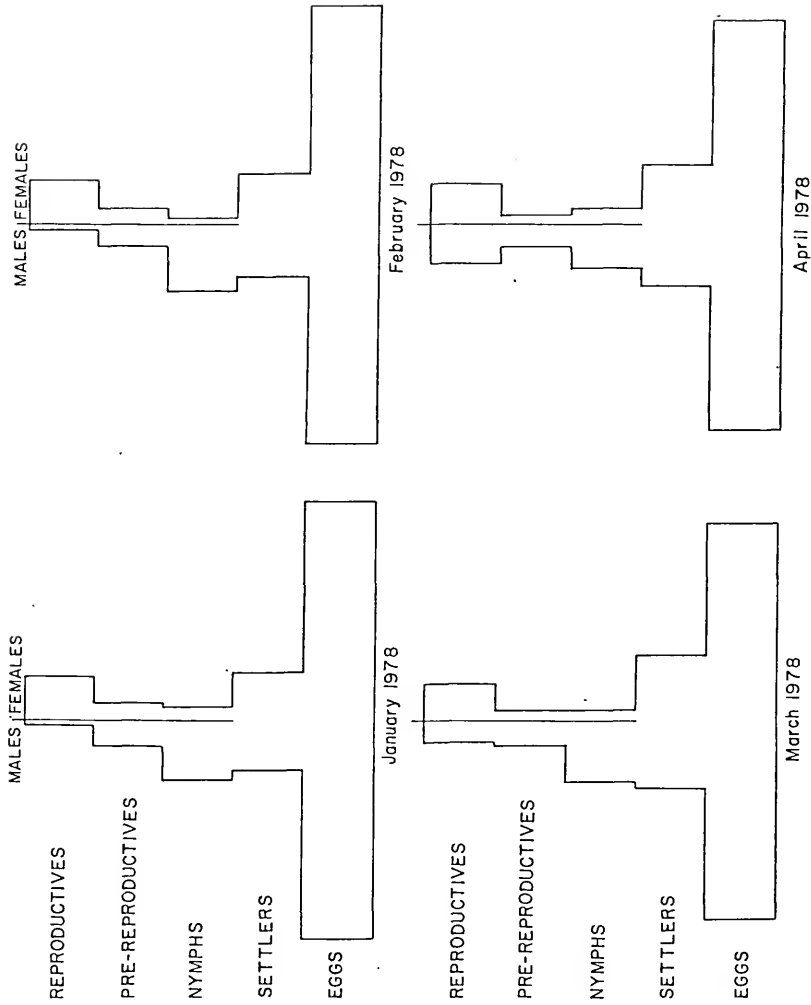 MALES FEMALES
MALES FEMALES
REPRODUCTIVES
PRE-REPRODUCTIVES
NYMPHS
SETTLERS
EGGS
January 1978
February 1978
REPRODUCTIVES
PRE-REPRODUCTIVES
NYMPHS
SETTLERS
EGGS
March 1978
April 1978